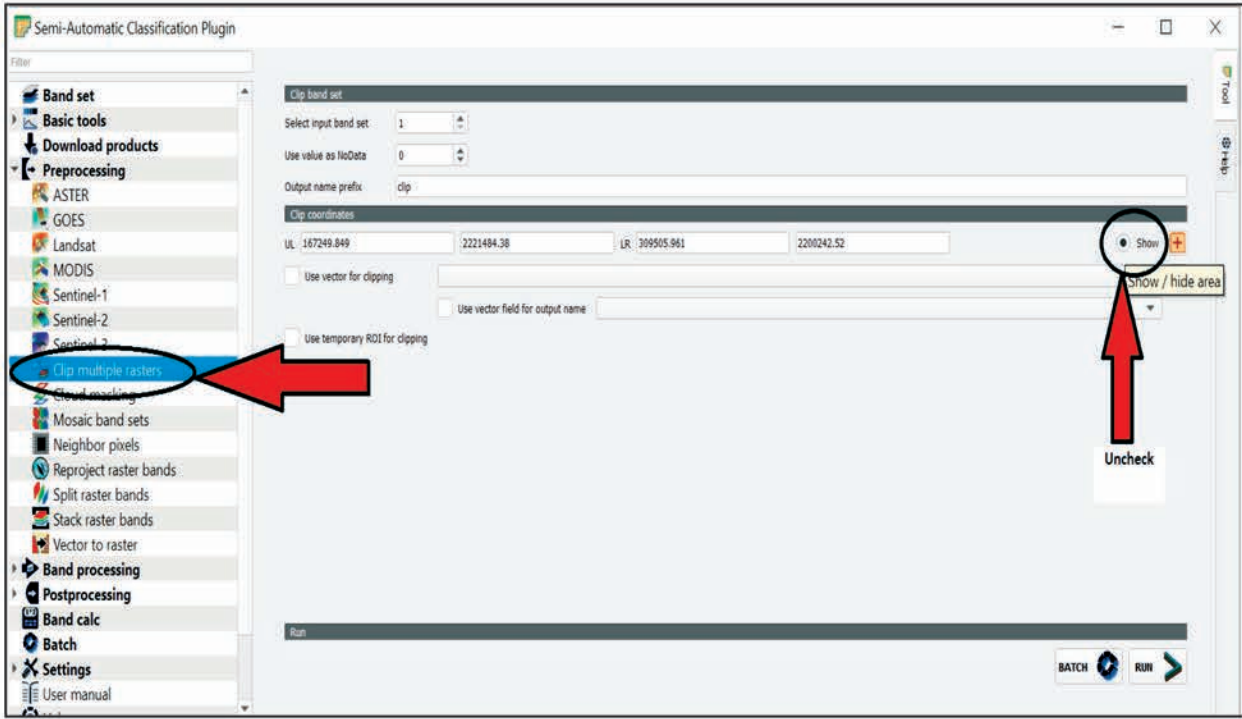 Semi-Automatic Classification Plugin
Filter
Band set
Basic tools
Download products
Preprocessing
ASTER
GOES
Landsat
MODIS
Sentinel-1
Sentinel-2
Sentinel-3
Clip multiple rasters
Cloud masking
Mosaic band sets
Neighbor pixels
Reproject raster bands
Split raster bands
Stack raster bands
Vector to raster
Band processing
Postprocessing
Band calc
Batch
Settings
User manual
Clip band set
Select input band set 1
Use value as NoData 0
Output name prefix clip
Clip coordinates
UL 167249.849 2221484.38 LR 309505.961 2200242.52 Show
Show / hide area
Use vector for clipping
Use vector field for output name
Use temporary ROI for clipping
Uncheck
Run
BATCH RUN
Tool
Help